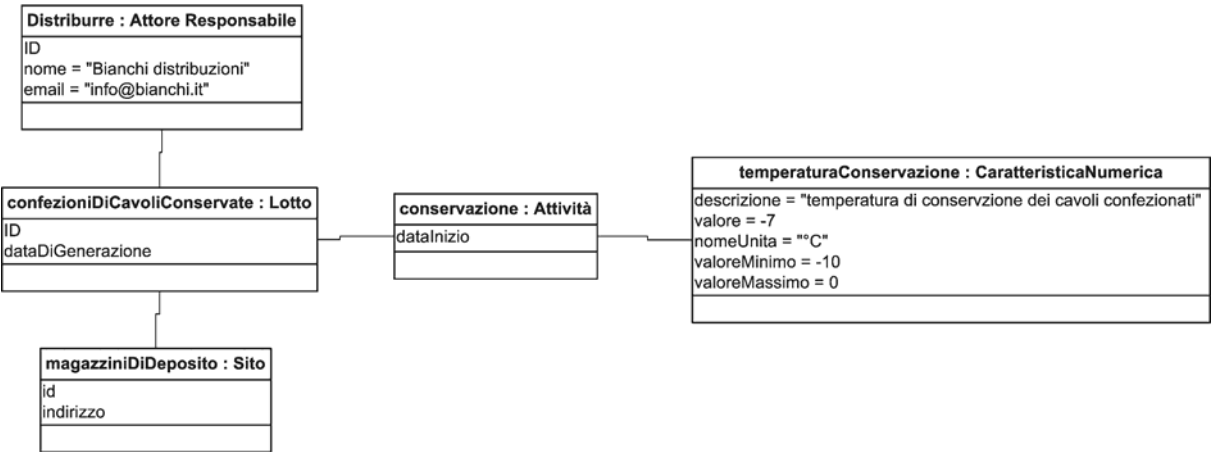 Distriburre : Attore Responsabile
ID
nome = "Bianchi distribuzioni"
email = "info@bianchi.it"
confezioniDiCavoliConservate : Lotto
ID
dataDiGenerazione
conservazione : Attività
dataInizio
temperaturaConservazione : CaratteristicaNumerica
descrizione = "temperatura di conservzione dei cavoli confezionati"
valore = -7
nomeUnita = "°C"
valoreMinimo = -10
valoreMassimo = 0
magazziniDiDeposito : Sito
id
indirizzo